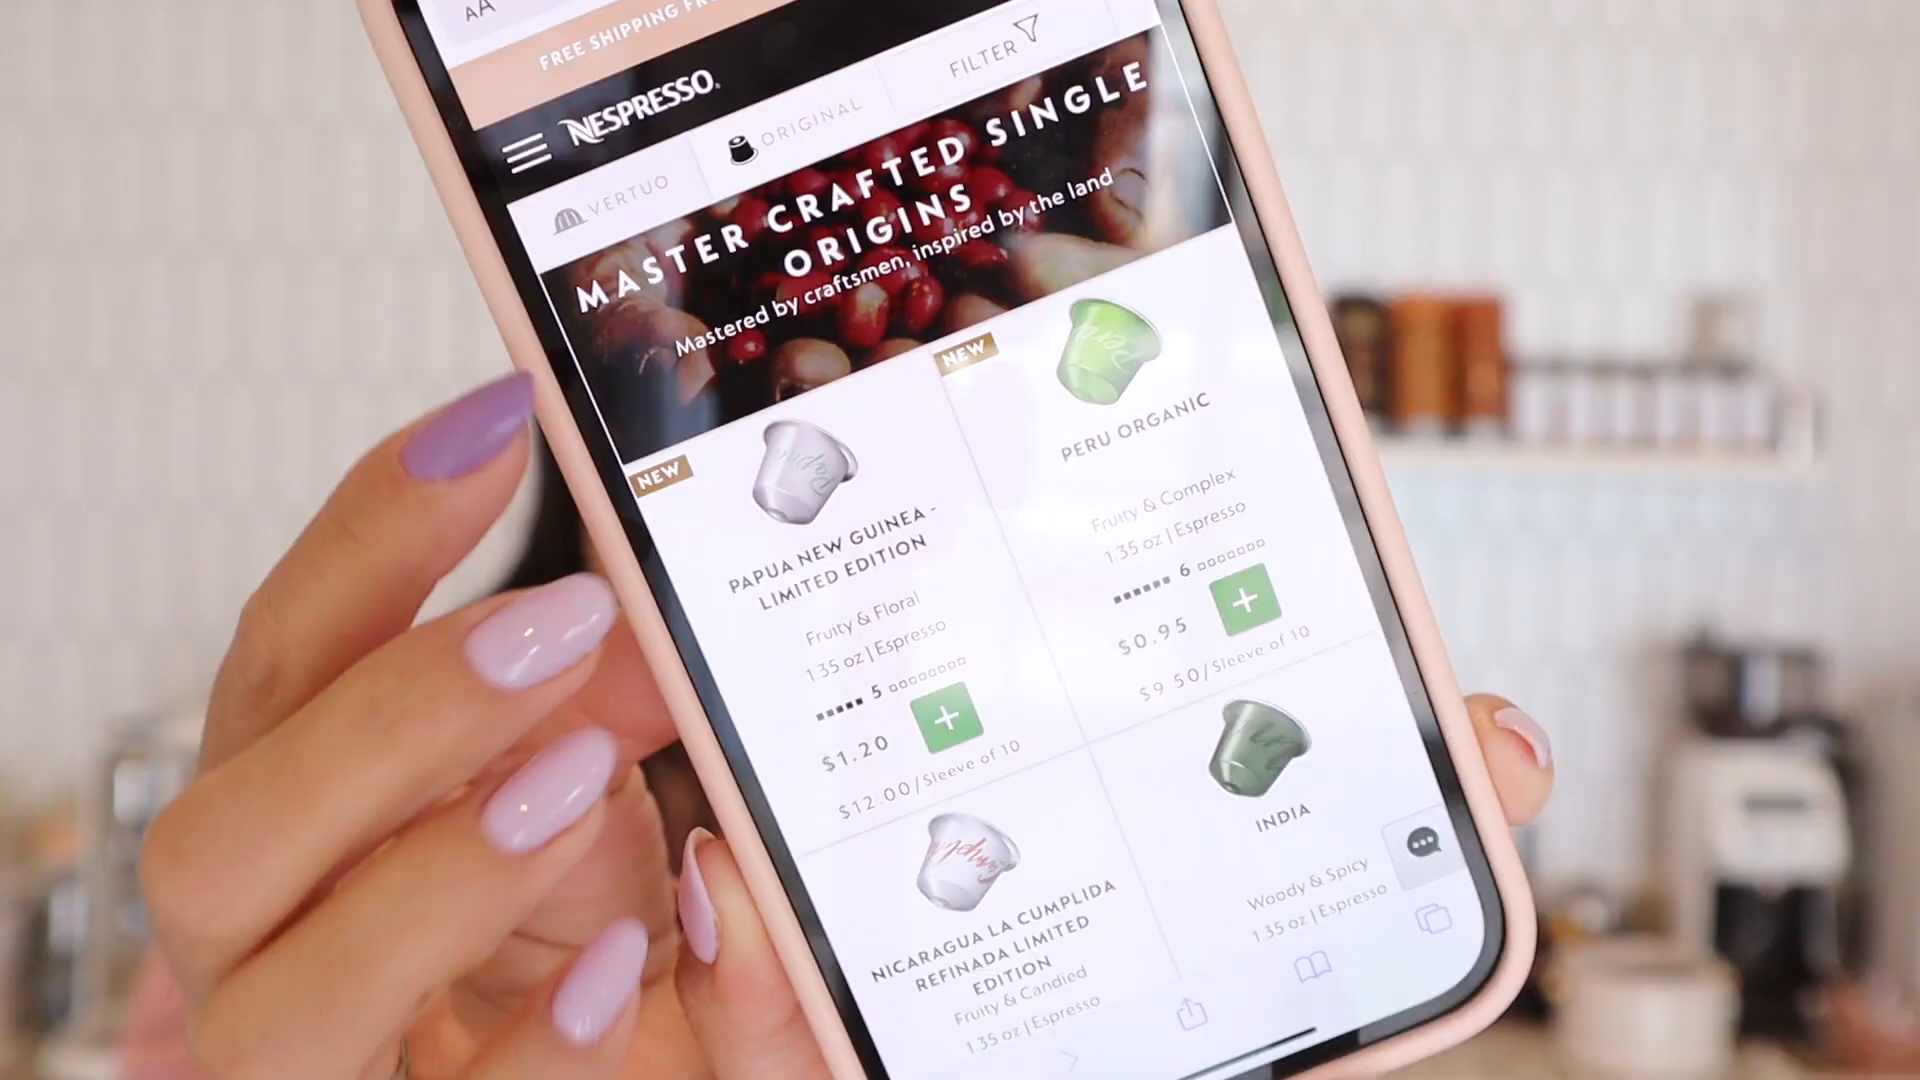 AA
FREE SHIPPING
NESPRESSO
VERTUO
ORIGINAL
FILTER
MASTER CRAFTED SINGLE
ORIGINS
Mastered by craftsmen, inspired by the land
NEW
PAPUA NEW GUINEA -
LIMITED EDITION
Fruity & Floral
1.35 oz | Espresso
5
$1.20
+
$12.00/Sleeve of 10
NEW
Peru
PERU ORGANIC
Fruity & Complex
1.35 oz | Espresso
6
$0.95
+
$9.50/Sleeve of 10
NICARAGUA LA CUMPLIDA
REFINADA LIMITED
EDITION
Fruity & Candied
1.35 oz | Espresso
INDIA
Woody & Spicy
1.35 oz | Espresso